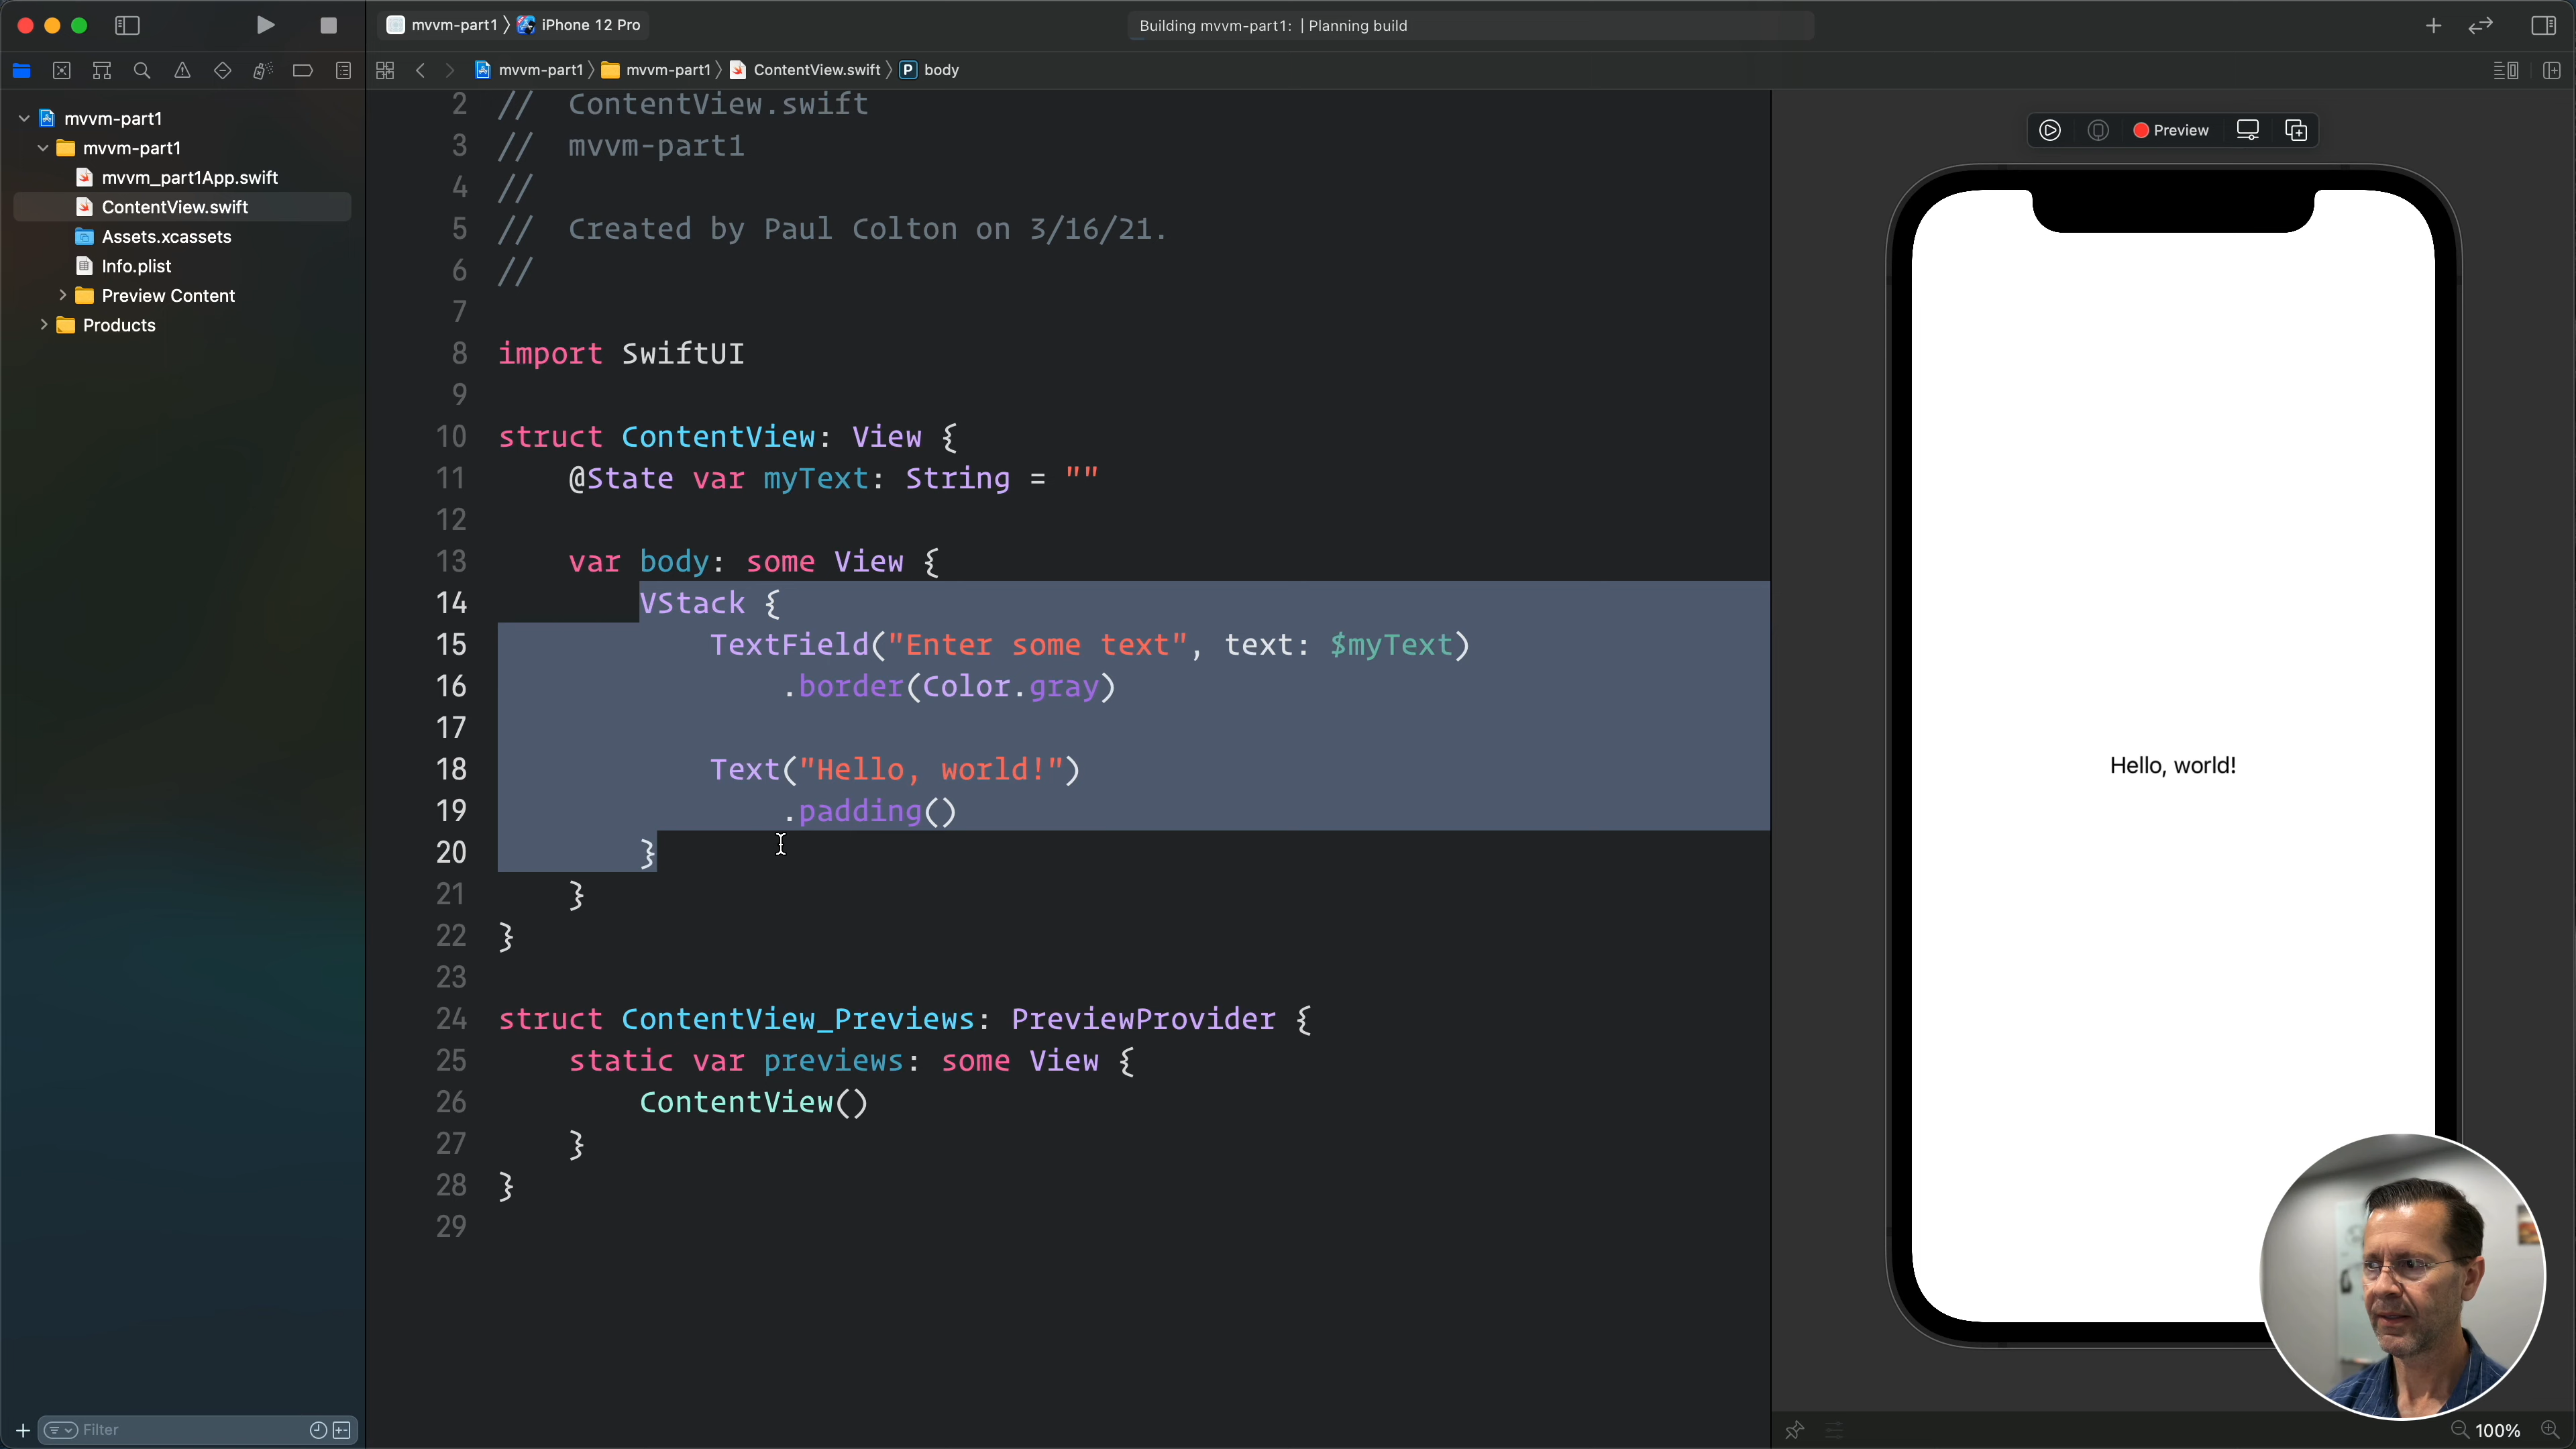 mvvm-part1 〉 iPhone 12 Pro
Building mvvm-part1: | Planning build
mvvm-part1 〉 mvvm-part1 〉 ContentView.swift 〉 P body
mvvm-part1
mvvm-part1
mvvm_part1App.swift
ContentView.swift
Assets.xcassets
Info.plist
Preview Content
Products
Filter
2 //  ContentView.swift
3 //  mvvm-part1
4 //
5 //  Created by Paul Colton on 3/16/21.
6 //
7
8 import SwiftUI
9
10 struct ContentView: View {
11     @State var myText: String = ""
12
13     var body: some View {
14         VStack {
15             TextField("Enter some text", text: $myText)
16                 .border(Color.gray)
17
18             Text("Hello, world!")
19                 .padding()
20         }
21     }
22 }
23
24 struct ContentView_Previews: PreviewProvider {
25     static var previews: some View {
26         ContentView()
27     }
28 }
29
Preview
Hello, world!
100%